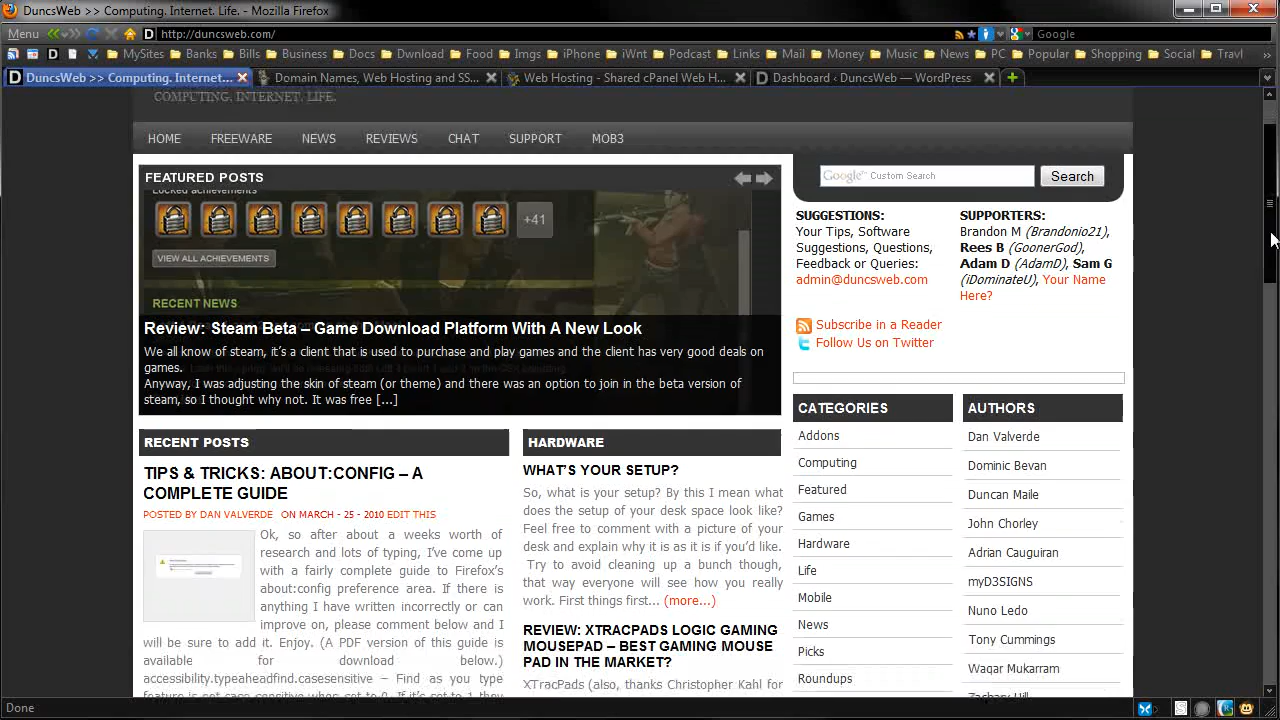 DuncsWeb >> Computing. Internet. Life. - Mozilla Firefox
Menu http://duncsweb.com/ Google
MySites Banks Bills Business Docs Dwnload Food Imgs iPhone iWnt Podcast Links Mail Money Music News PC Popular Shopping Social Travl
DuncsWeb >> Computing. Internet... Domain Names, Web Hosting and SS... Web Hosting - Shared cPanel Web H... Dashboard ‹ DuncsWeb — WordPress
COMPUTING. INTERNET. LIFE.
HOME FREEWARE NEWS REVIEWS CHAT SUPPORT MOB3
FEATURED POSTS
Locked achievements
+41
VIEW ALL ACHIEVEMENTS
RECENT NEWS
Review: Steam Beta – Game Download Platform With A New Look
We all know of steam, it's a client that is used to purchase and play games and the client has very good deals on
games.
Anyway, I was adjusting the skin of steam (or theme) and there was an option to join in the beta version of
steam, so I thought why not. It was free [...]
Google™ Custom Search Search
SUGGESTIONS:
Your Tips, Software
Suggestions, Questions,
Feedback or Queries:
admin@duncsweb.com
SUPPORTERS:
Brandon M (Brandonio21),
Rees B (GoonerGod),
Adam D (AdamD), Sam G
(iDominateU), Your Name
Here?
Subscribe in a Reader
Follow Us on Twitter
RECENT POSTS
TIPS & TRICKS: ABOUT:CONFIG – A
COMPLETE GUIDE
POSTED BY DAN VALVERDE ON MARCH - 25 - 2010 EDIT THIS
Ok, so after about a weeks worth of
research and lots of typing, I've come up
with a fairly complete guide to Firefox's
about:config preference area. If there is
anything I have written incorrectly or can
improve on, please comment below and I
will be sure to add it. Enjoy. (A PDF version of this guide is
available for download below.)
accessibility.typeaheadfind.casesensitive – Find as you type
feature is not case sensitive when set to 0. If it's set to 1 they
HARDWARE
WHAT'S YOUR SETUP?
So, what is your setup? By this I mean what
does the setup of your desk space look like?
Feel free to comment with a picture of your
desk and explain why it is as it is if you'd like.
Try to avoid cleaning up a bunch though,
that way everyone will see how you really
work. First things first... (more...)
REVIEW: XTRACPADS LOGIC GAMING
MOUSEPAD – BEST GAMING MOUSE
PAD IN THE MARKET?
XTracPads (also, thanks Christopher Kahl for
CATEGORIES
Addons
Computing
Featured
Games
Hardware
Life
Mobile
News
Picks
Roundups
AUTHORS
Dan Valverde
Dominic Bevan
Duncan Maile
John Chorley
Adrian Cauguiran
myD3SIGNS
Nuno Ledo
Tony Cummings
Waqar Mukarram
Zachary Hill
Done